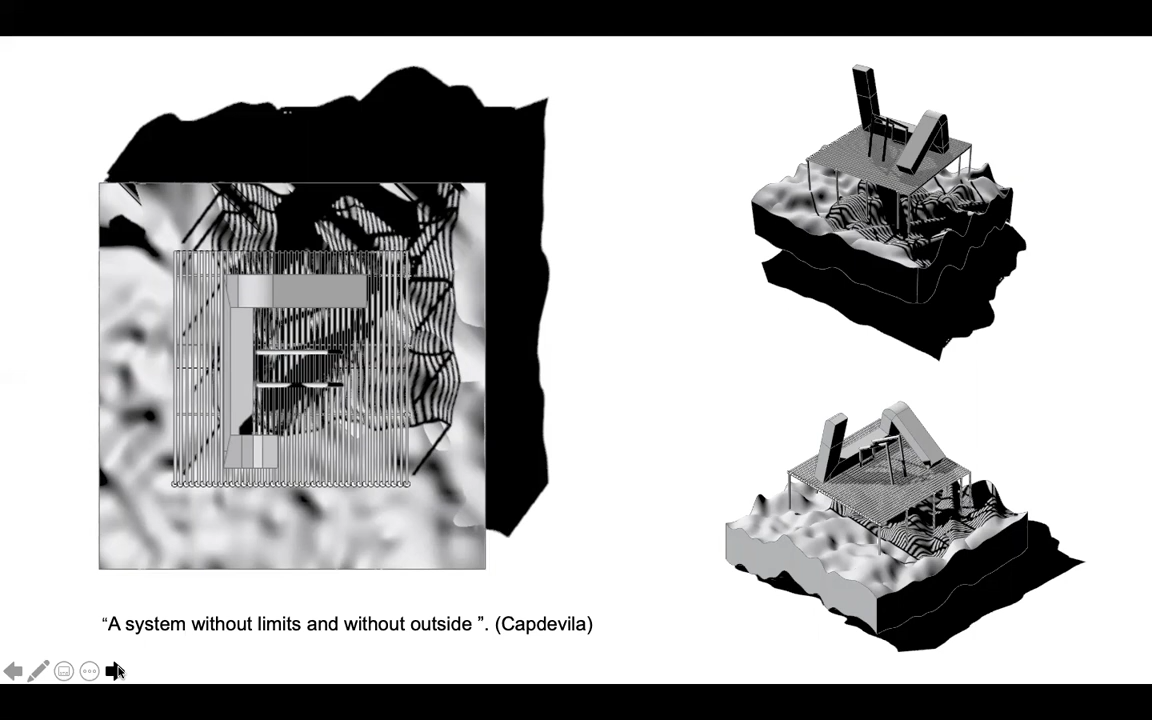 “A system without limits and without outside ”. (Capdevila)